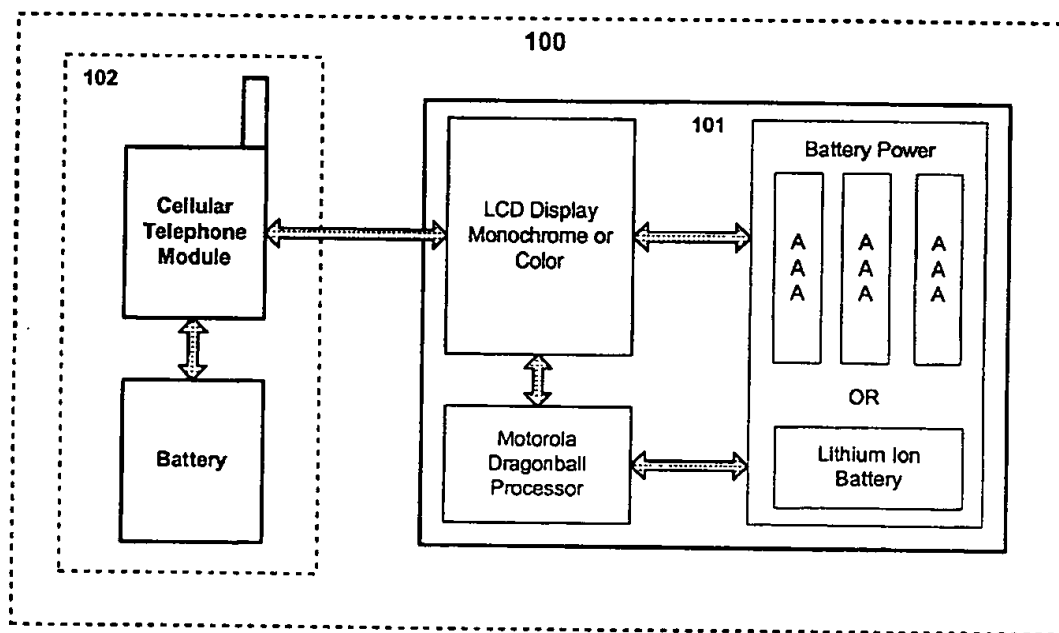 100
102
Cellular
Telephone
Module
Battery
LCD Display
Monochrome or
Color
Motorola
Dragonball
Processor
101
Battery Power
A
A
A
A
A
A
A
A
A
OR
Lithium Ion
Battery